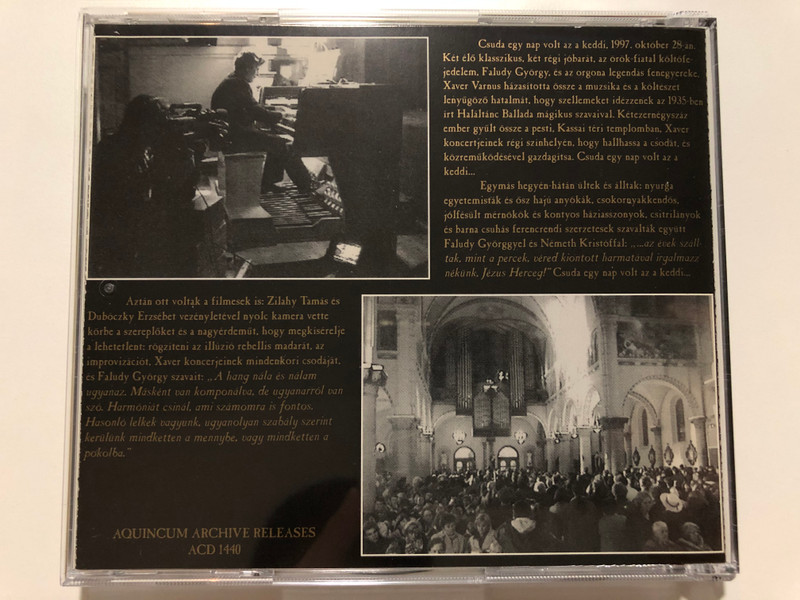 Csuda egy nap volt az a keddi, 1997. október 28-án.
Két élő klasszikus, két régi jóbarát, az örök-fiatal költőfe-
jedelem, Faludy György, és az orgona legendás fenegyereke,
Xaver Varnus házasította össze a muzsika és a költészet
lenyűgöző hatalmát, hogy szellemeket idézzenek az 1935-ben
írt Haláltánc Ballada mágikus szavaival. Kétezernégyszáz
ember gyűlt össze a pesti, Kassai téri templomban, Xaver
koncertjeinek régi színhelyén, hogy hallhassa a csodát, és
közreműködésével gazdagítsa. Csuda egy nap volt az a
keddi...
Egymás hegyén-hátán ültek és álltak: nyurga
egyetemisták és ősz hajú anyókák, csokornyakkendős,
jólfésült mérnökök és kontyos háziasszonyok, csitrilányok
és barna csuhás ferencrendi szerzetesek szavalták együtt
Faludy Györggyel és Németh Kristóffal: „...az évek száll-
tak, mint a percek, véred kiontott harmatával irgalmazz
nékünk, Jézus Herceg!" Csuda egy nap volt az a keddi...
Aztán ott voltak a filmesek is: Zilahy Tamás és
Dubóczky Erzsébet vezényletével nyolc kamera vette
körbe a szereplőket és a nagyérdeműt, hogy megkísérelje
a lehetetlent: rögzíteni az illúzió rebellis madarát, az
improvizációt, Xaver koncerjeinek mindenkori csodáját,
és Faludy György szavait: „A hang nála és nálam
ugyanaz. Másként van komponálva, de ugyanarról van
szó. Harmóniát csinál, ami számomra is fontos.
Hasonló lelkek vagyunk, ugyanolyan szabály szerint
kerülünk mindketten a mennybe, vagy mindketten a
pokolba."
AQUINCUM ARCHIVE RELEASES
ACD 1440